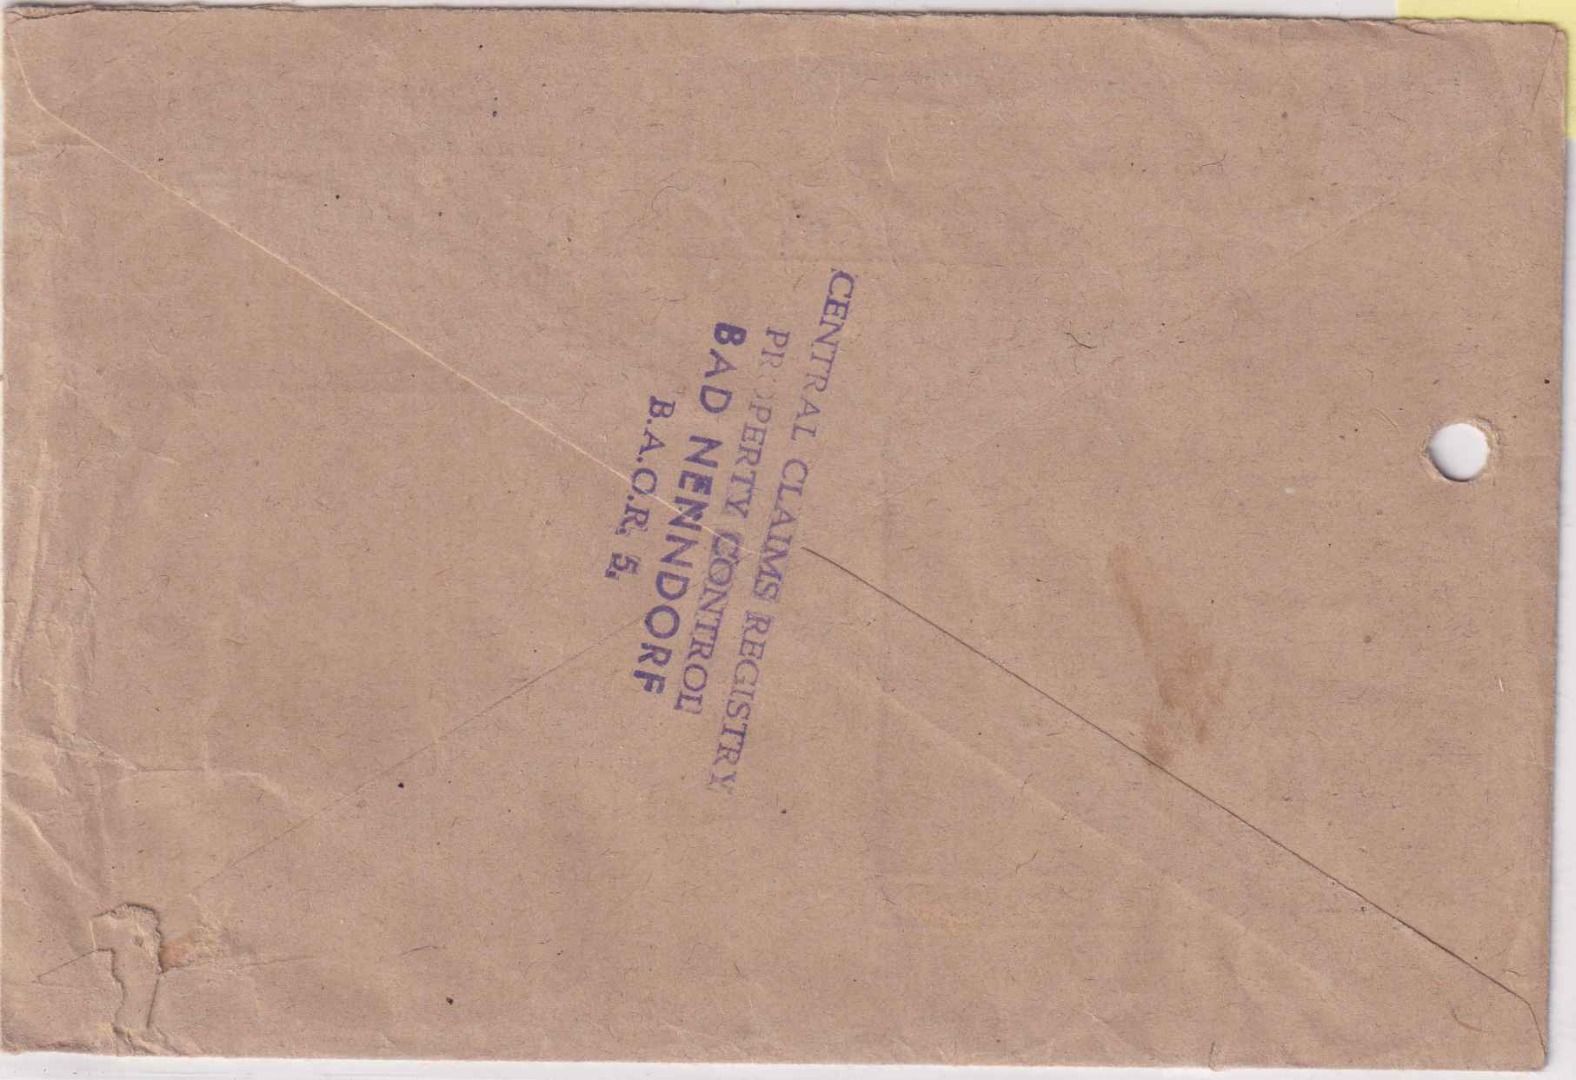 CENTRAL CLAIMS REGISTRY
PROPERTY CONTROL
BAD NENNDORF
B.A.O.R. 5.